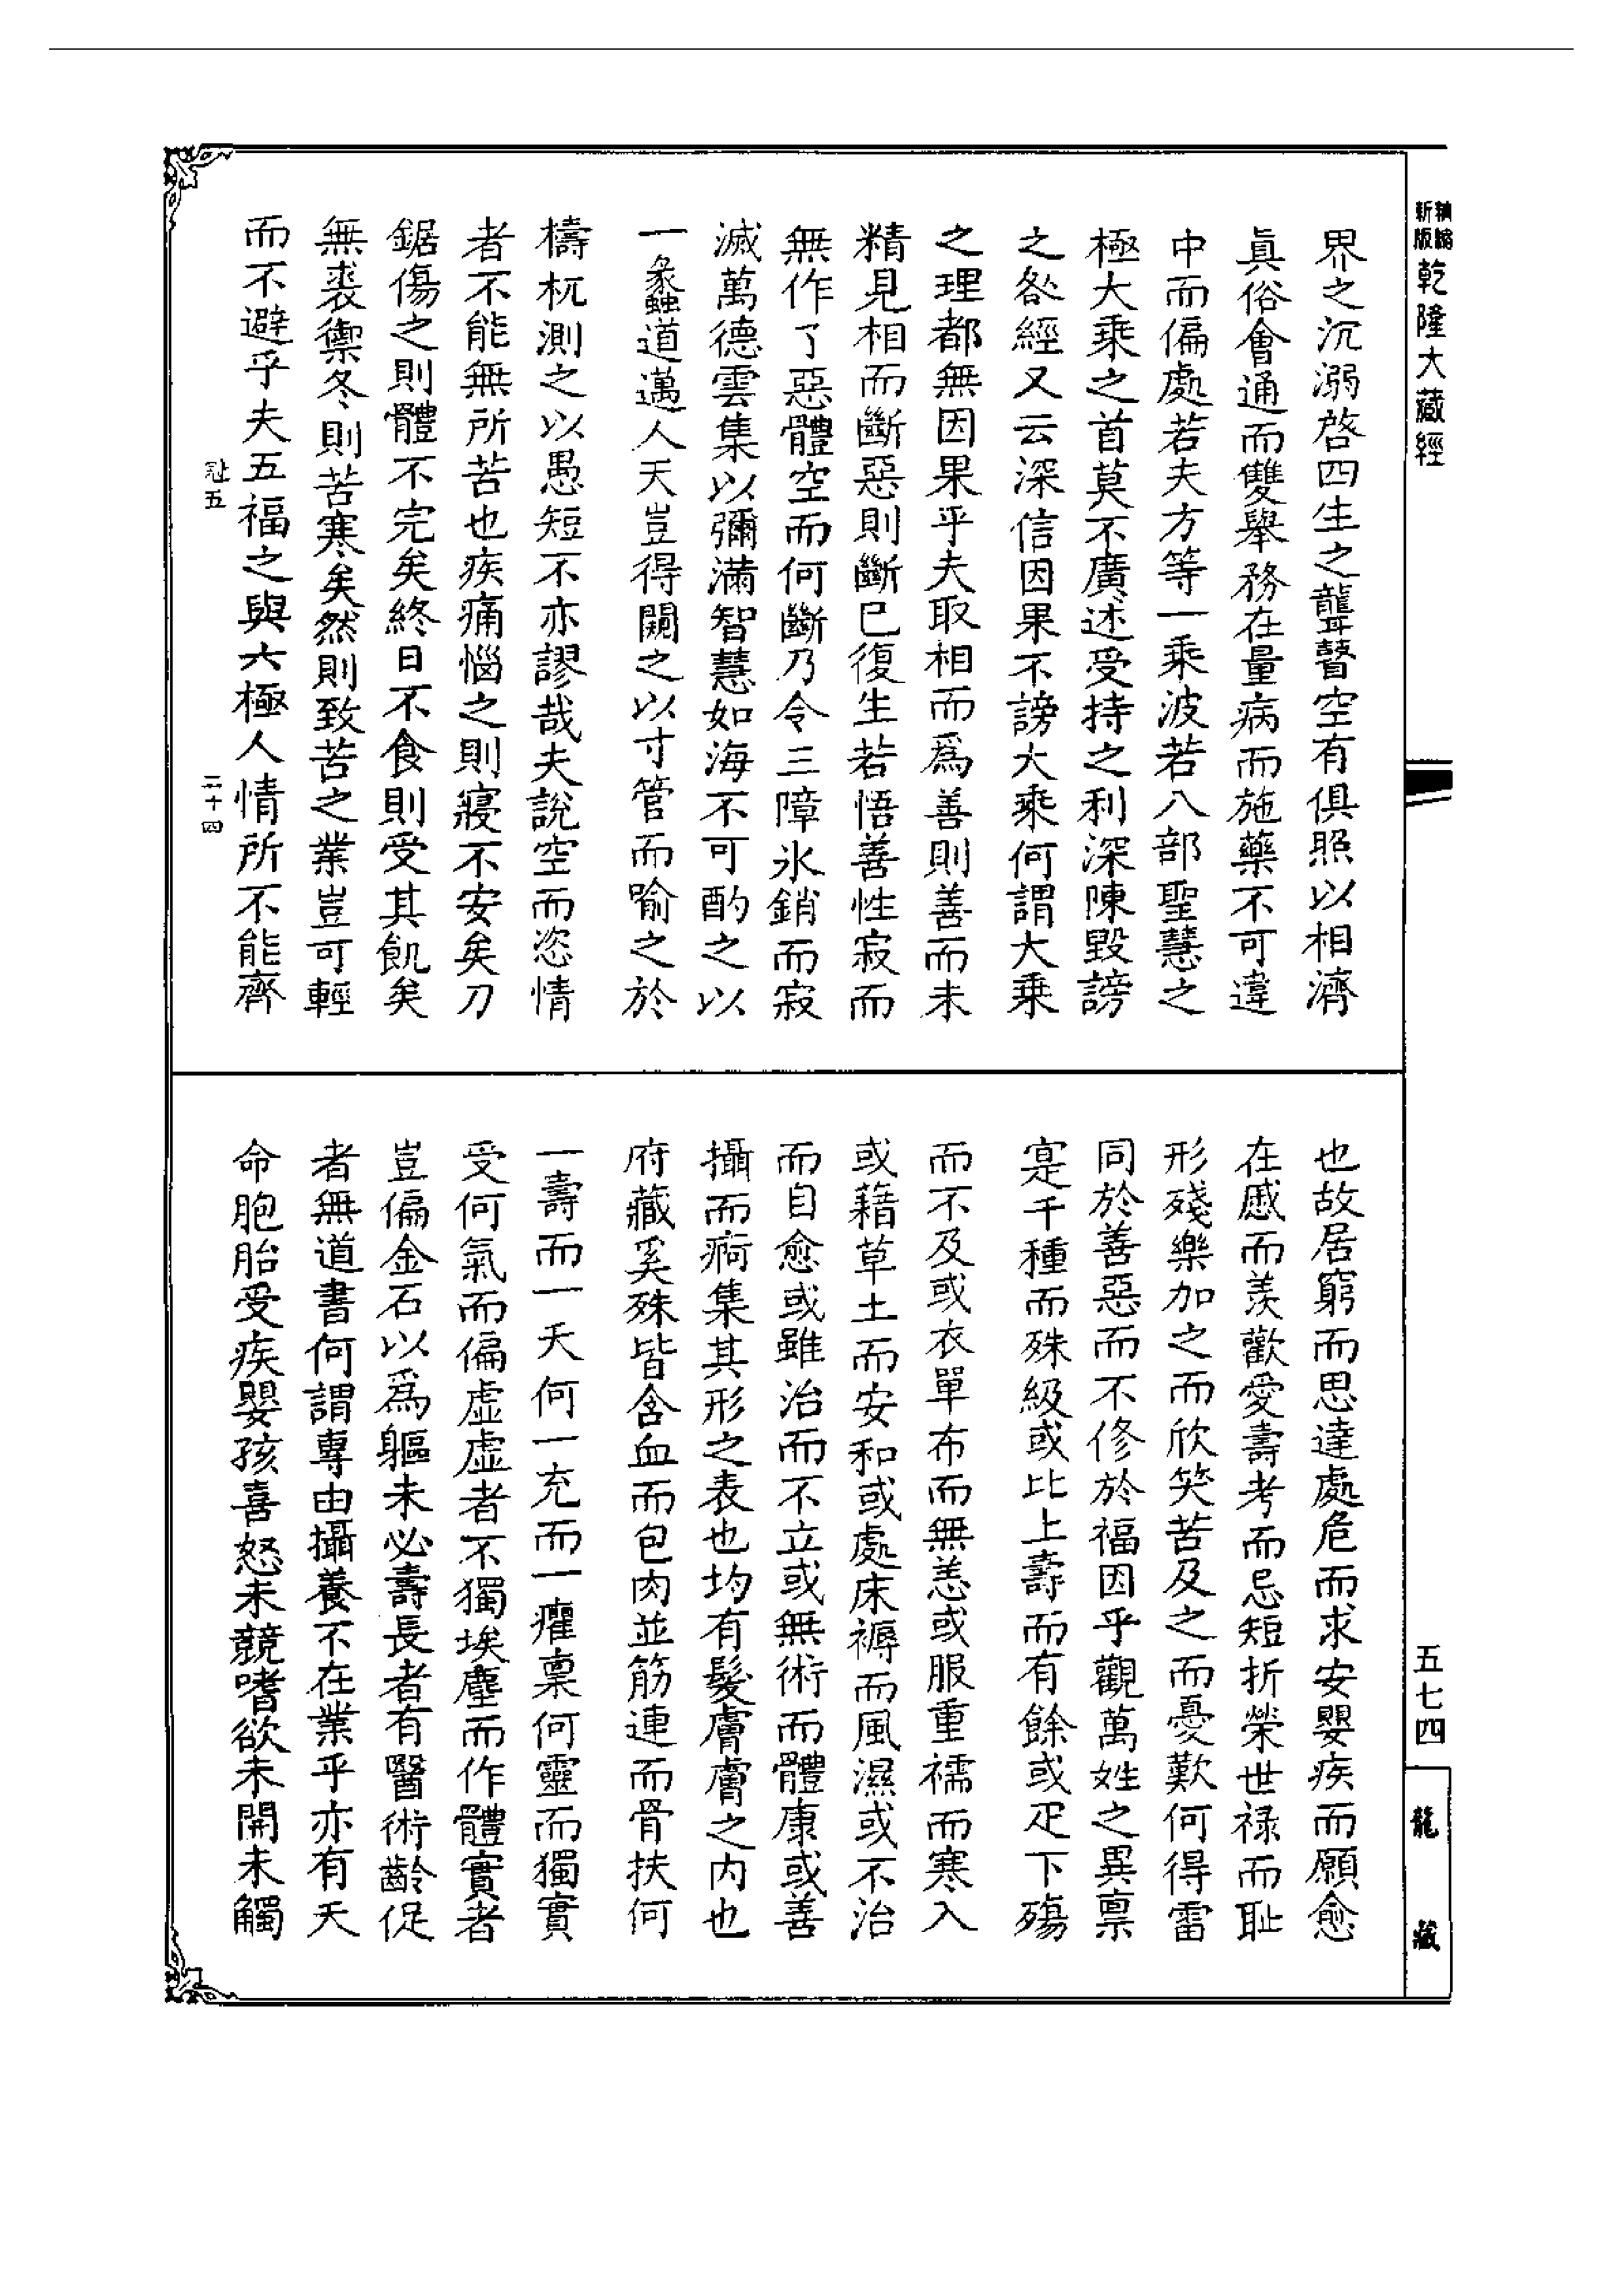 精縮新版乾隆大藏經
界之沉溺啓四生之聾瞽空有俱照以相濟
眞俗會通而雙舉務在量病而施藥不可違
中而偏處若夫方等一乘波若八部聖慧之
極大乘之首莫不廣述受持之利深陳毀謗
之咎經又云深信因果不謗大乘何謂大乘
之理都無因果乎夫取相而爲善則善而未
精見相而斷惡則斷巳復生若悟善性寂而
無作了惡體空而何斷乃令三障氷銷而寂
滅萬德雲集以彌滿智慧如海不可酌之以
一蠡道邁人天豈得闚之以寸管而喻之於
檮杌測之以愚短不亦謬哉夫說空而恣情
者不能無所苦也疾痛惱之則寢不安矣刀
鋸傷之則體不完矣終日不食則受其飢矣
無裘禦冬則苦寒矣然則致苦之業豈可輕
而不避乎夫五福之與六極人情所不能齊
五
二十四
也故居窮而思達處危而求安嬰疾而願愈
在慼而羨歡愛壽考而忌短折榮世祿而恥
形殘樂加之而欣笑苦及之而憂歎何得雷
同於善惡而不修於福因乎觀萬姓之異禀
寔千種而殊級或比上壽而有餘或疋下殤
而不及或衣單布而無恙或服重襦而寒入
或藉草土而安和或處床褥而風濕或不治
而自愈或雖治而不立或無術而體康或善
攝而痾集其形之表也均有髮膚膚之内也
府藏奚殊皆含血而包肉並筋連而骨扶何
一壽而一夭何一充而一癯禀何靈而獨實
受何氣而偏虛虛者不獨埃塵而作體實者
豈偏金石以爲軀未必壽長者有醫術齡促
者無道書何謂專由攝養不在業乎亦有夭
命胞胎受疾嬰孩喜怒未競嗜欲未開未觸
五七四
龍藏